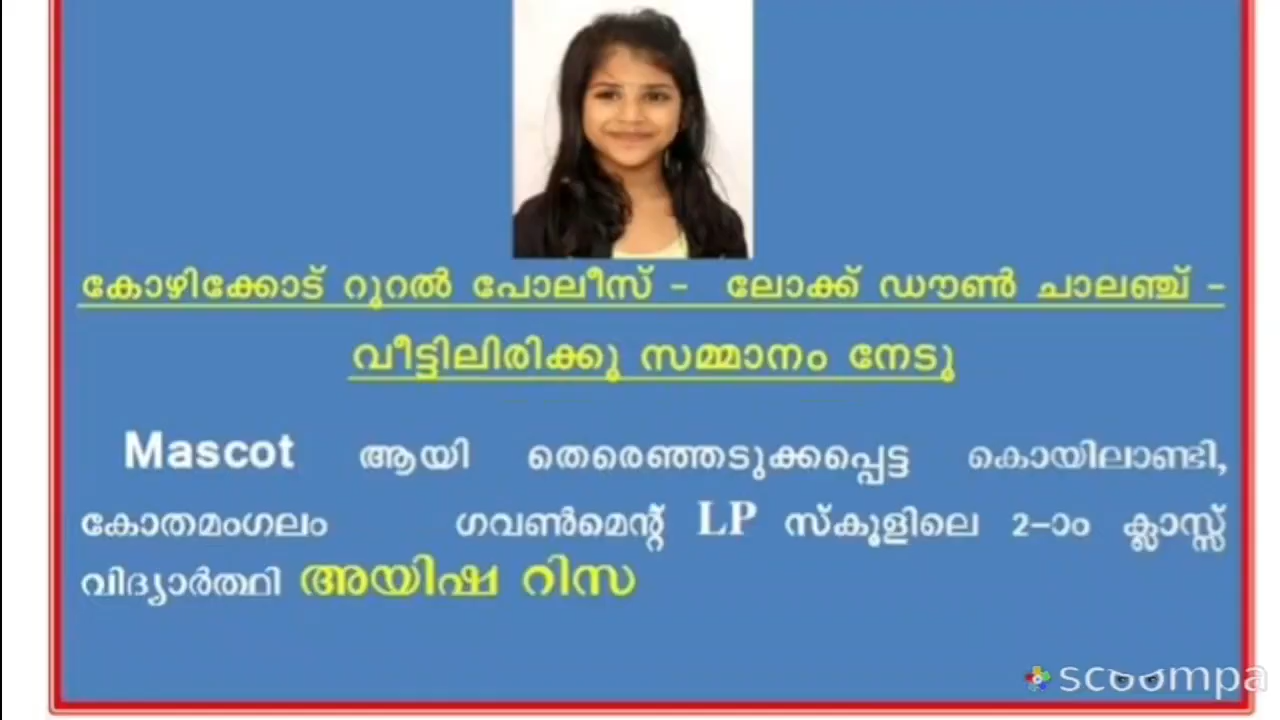 കോഴിക്കോട് റൂറൽ പോലീസ് - ലോക്ക് ഡൗൺ ചാലഞ്ച് -
വീട്ടിലിരിക്കൂ സമ്മാനം നേടൂ
Mascot ആയി തെരെഞ്ഞടുക്കപ്പെട്ട കൊയിലാണ്ടി,
കോതമംഗലം ഗവൺമെന്റ് LP സ്കൂളിലെ 2-ാം ക്ലാസ്സ്
വിദ്യാർത്ഥി അയിഷ റിസ
scoompa